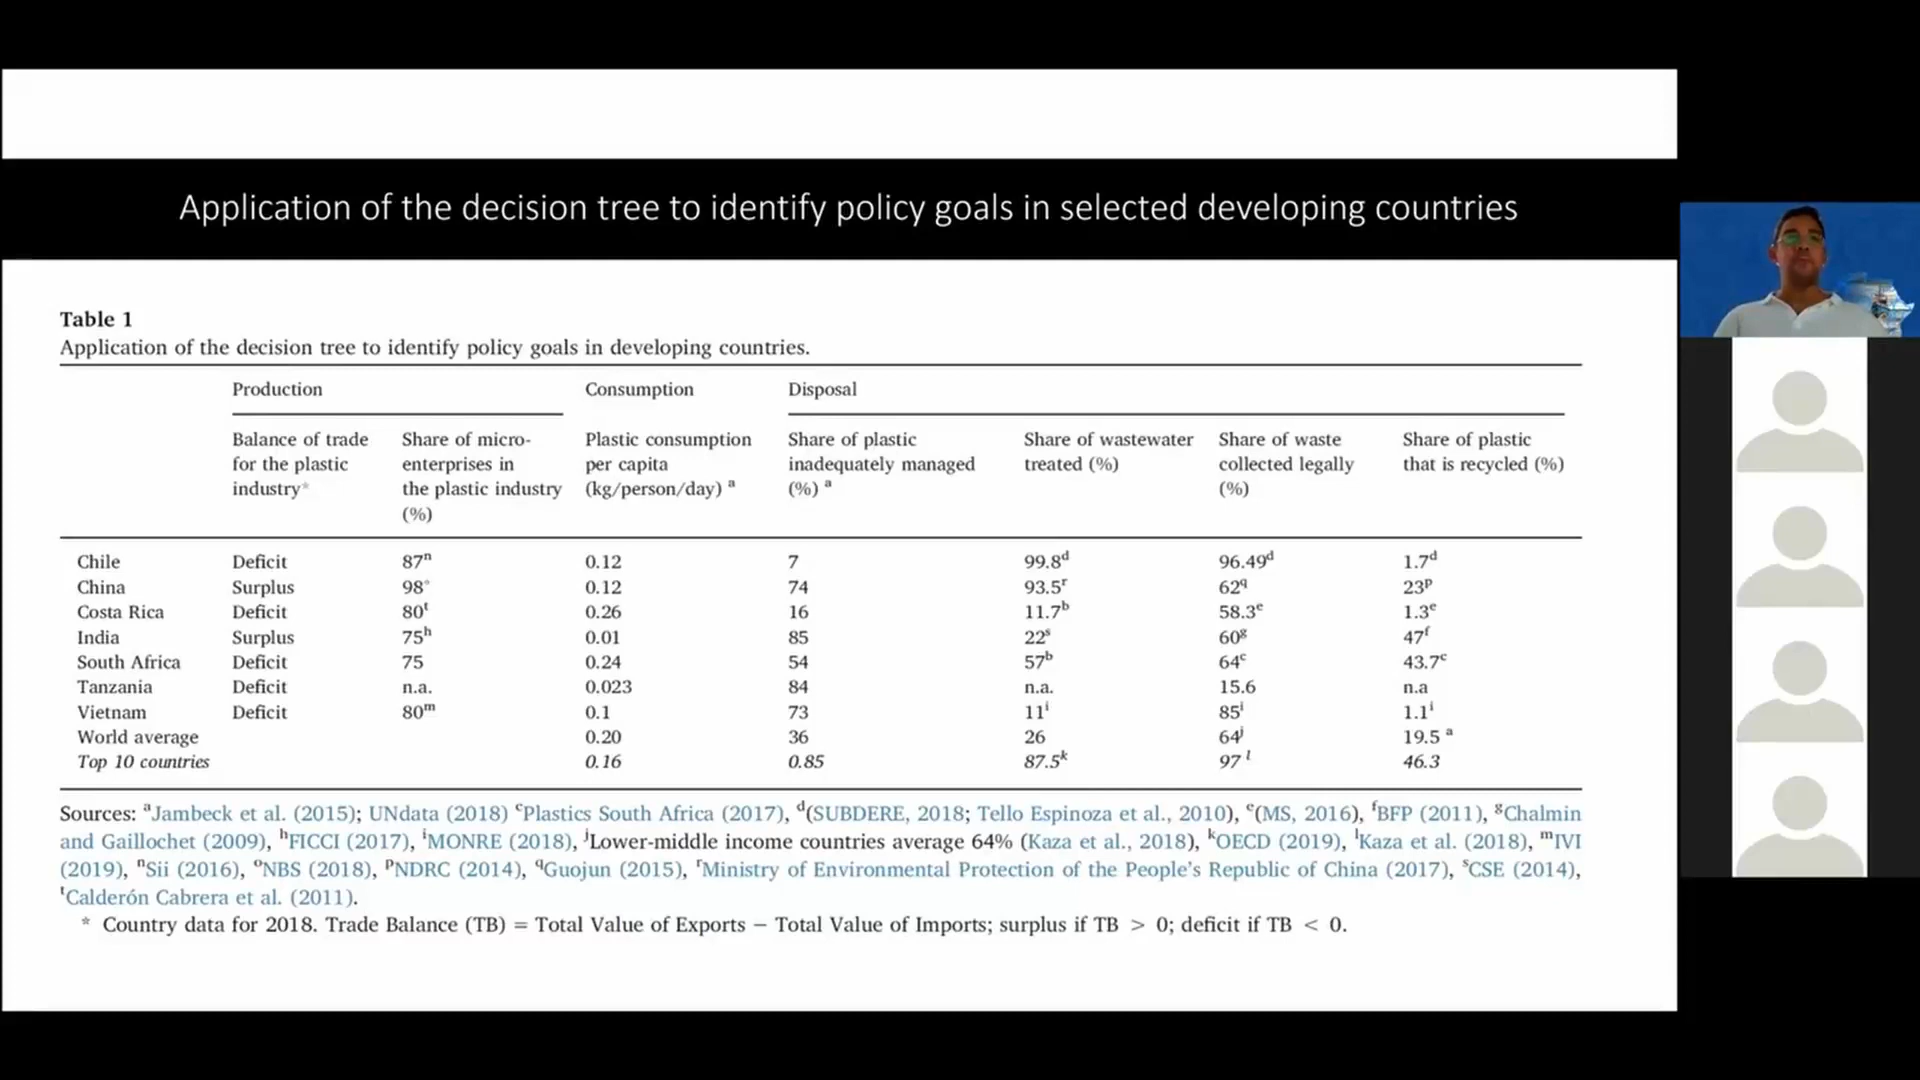 Application of the decision tree to identify policy goals in selected developing countries
Table 1
Application of the decision tree to identify policy goals in developing countries.
Production Consumption Disposal
Balance of trade for the plastic industry*
Share of micro-enterprises in the plastic industry (%)
Plastic consumption per capita (kg/person/day) a
Share of plastic inadequately managed (%) a
Share of wastewater treated (%)
Share of waste collected legally (%)
Share of plastic that is recycled (%)
Chile Deficit 87n 0.12 7 99.8d 96.49d 1.7d
China Surplus 98o 0.12 74 93.5r 62q 23p
Costa Rica Deficit 80t 0.26 16 11.7b 58.3e 1.3e
India Surplus 75h 0.01 85 22s 60g 47f
South Africa Deficit 75 0.24 54 57b 64c 43.7c
Tanzania Deficit n.a. 0.023 84 n.a. 15.6 n.a
Vietnam Deficit 80m 0.1 73 11i 85i 1.1i
World average 0.20 36 26 64j 19.5 a
Top 10 countries 0.16 0.85 87.5k 97 l 46.3
Sources: aJambeck et al. (2015); UNdata (2018) cPlastics South Africa (2017), d(SUBDERE, 2018; Tello Espinoza et al., 2010), e(MS, 2016), fBFP (2011), gChalmin
and Gaillochet (2009), hFICCI (2017), iMONRE (2018), jLower-middle income countries average 64% (Kaza et al., 2018), kOECD (2019), lKaza et al. (2018), mIVI
(2019), nSii (2016), oNBS (2018), pNDRC (2014), qGuojun (2015), rMinistry of Environmental Protection of the People's Republic of China (2017), sCSE (2014),
tCalderón Cabrera et al. (2011).
* Country data for 2018. Trade Balance (TB) = Total Value of Exports − Total Value of Imports; surplus if TB > 0; deficit if TB < 0.